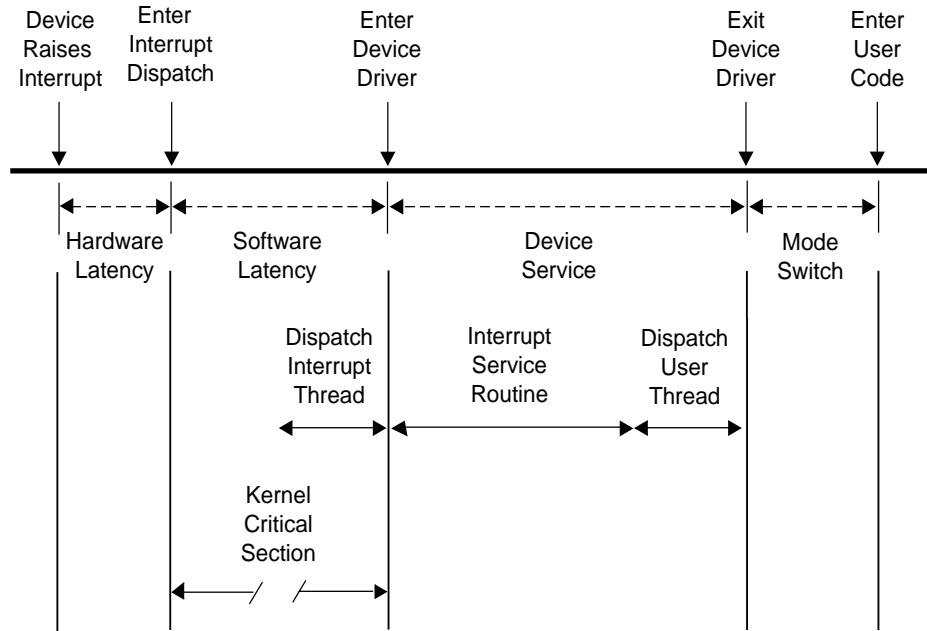 Device
Raises
Interrupt
Enter
Interrupt
Dispatch
Enter
Device
Driver
Exit
Device
Driver
Enter
User
Code
Hardware
Latency
Software
Latency
Device
Service
Mode
Switch
Dispatch
Interrupt
Thread
Interrupt
Service
Routine
Dispatch
User
Thread
Kernel
Critical
Section